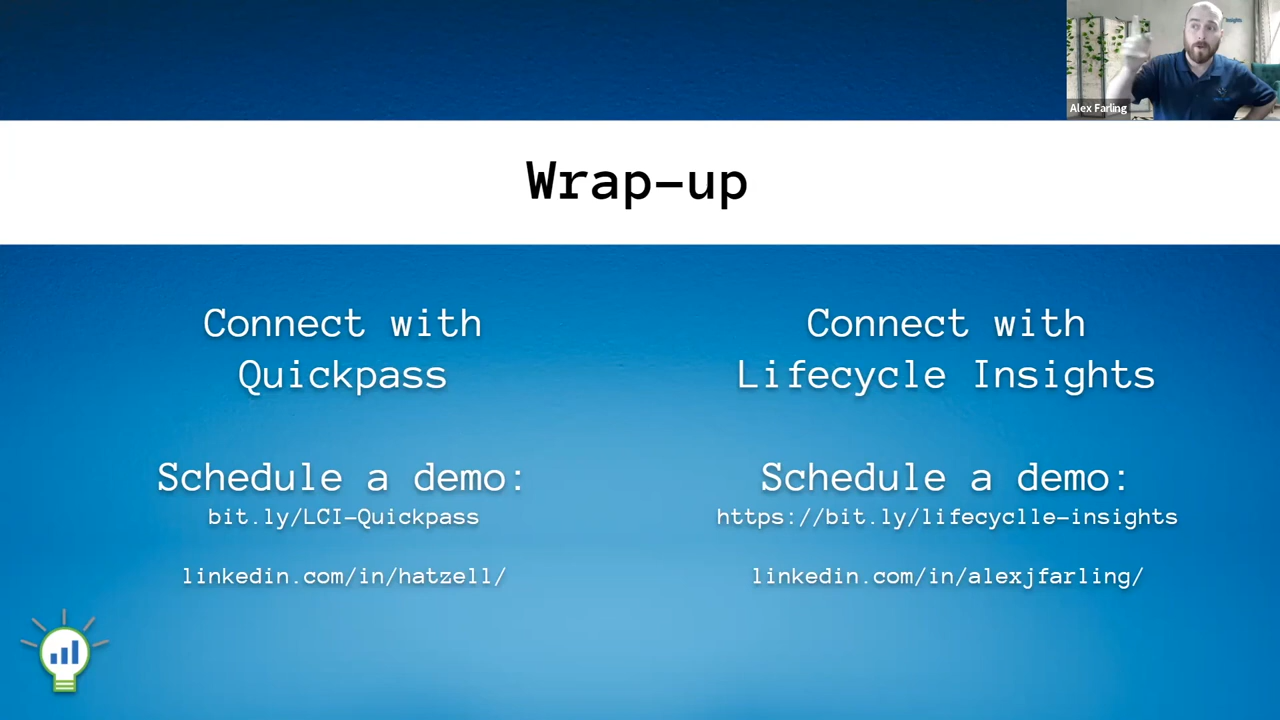 Alex Farling
Wrap-up
Connect with
Quickpass
Schedule a demo:
bit.ly/LCI-Quickpass
linkedin.com/in/hatzell/
Connect with
Lifecycle Insights
Schedule a demo:
https://bit.ly/lifecyclle-insights
linkedin.com/in/alexjfarling/